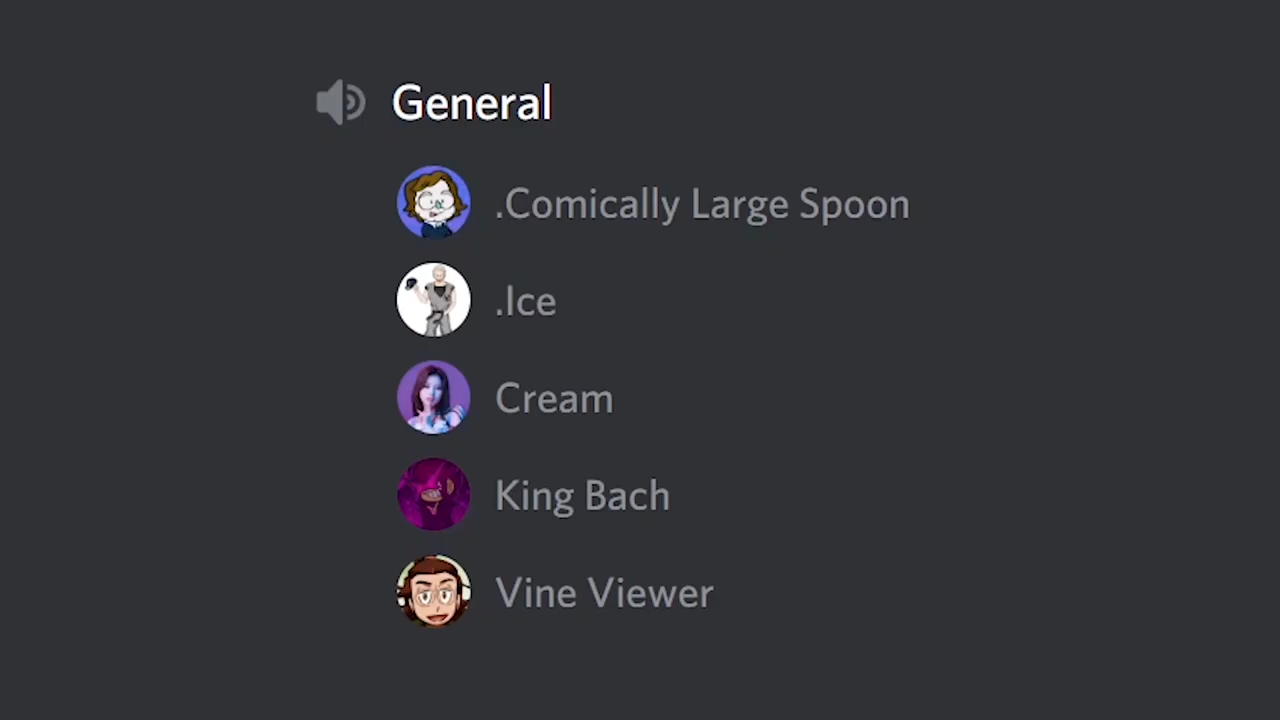 General
.Comically Large Spoon
.Ice
Cream
King Bach
Vine Viewer